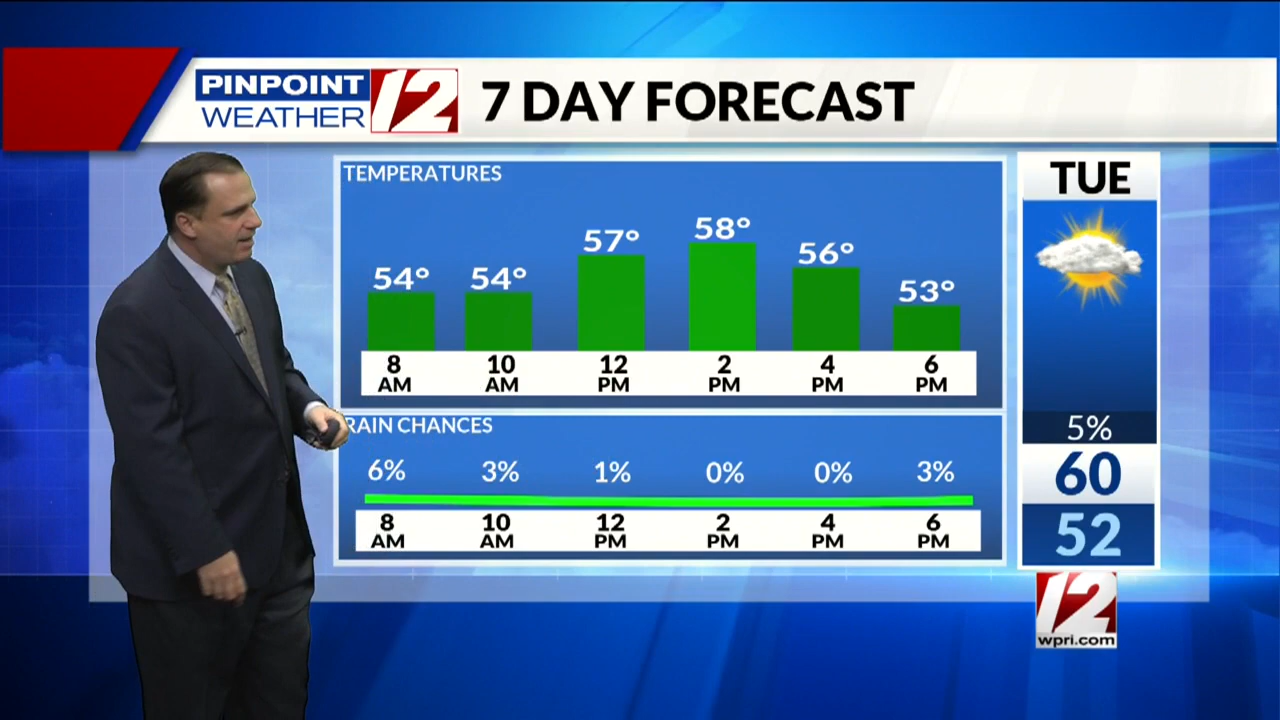 PINPOINT
WEATHER 12
7 DAY FORECAST
TEMPERATURES
54° 54° 57° 58° 56° 53°
8 10 12 2 4 6
AM AM PM PM PM PM
RAIN CHANCES
6% 3% 1% 0% 0% 3%
8 10 12 2 4 6
AM AM PM PM PM PM
TUE
5%
60
52
12
wpri.com